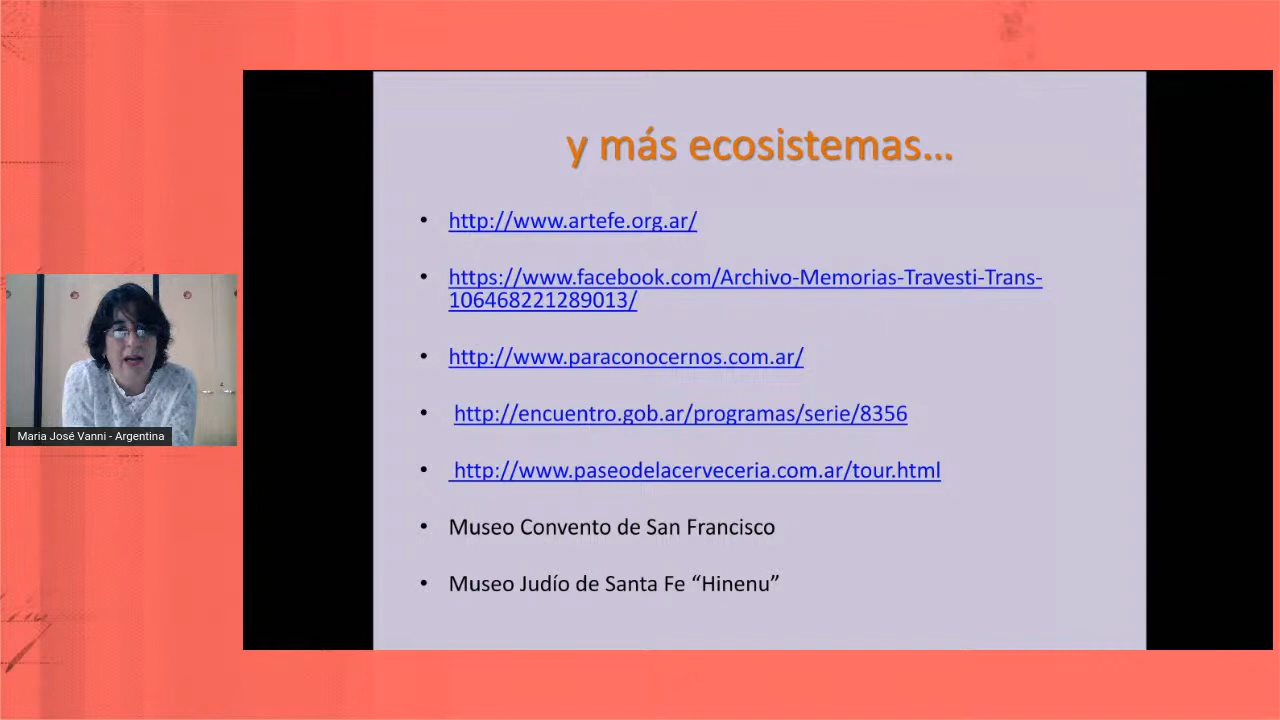 y más ecosistemas...
• http://www.artefe.org.ar/
• https://www.facebook.com/Archivo-Memorias-Travesti-Trans-
106468221289013/
• http://www.paraconocernos.com.ar/
• http://encuentro.gob.ar/programas/serie/8356
• http://www.paseodelacerveceria.com.ar/tour.html
• Museo Convento de San Francisco
• Museo Judío de Santa Fe “Hinenu”
Maria José Vanni - Argentina